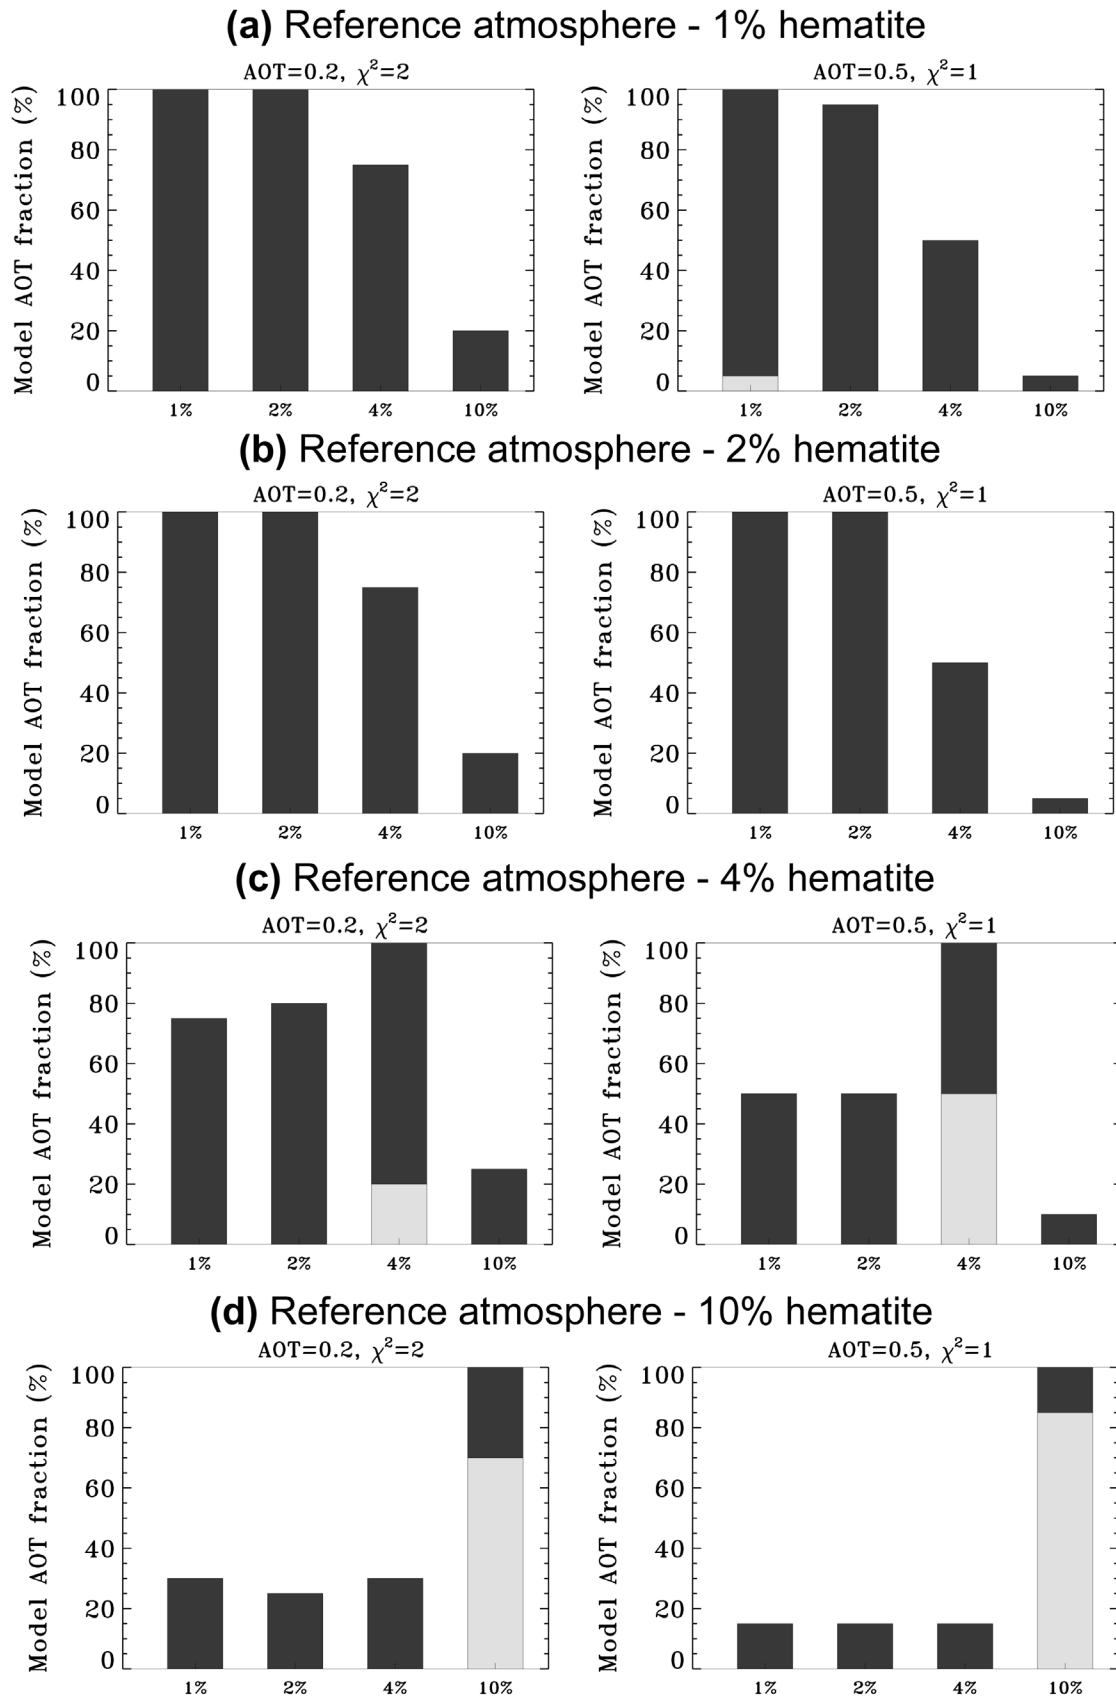 (a) Reference atmosphere - 1% hematite
AOT=0.2, χ²=2
AOT=0.5, χ²=1
Model AOT fraction (%)
100
80
60
40
20
0
1% 2% 4% 10%
Model AOT fraction (%)
100
80
60
40
20
0
1% 2% 4% 10%
(b) Reference atmosphere - 2% hematite
AOT=0.2, χ²=2
AOT=0.5, χ²=1
Model AOT fraction (%)
100
80
60
40
20
0
1% 2% 4% 10%
Model AOT fraction (%)
100
80
60
40
20
0
1% 2% 4% 10%
(c) Reference atmosphere - 4% hematite
AOT=0.2, χ²=2
AOT=0.5, χ²=1
Model AOT fraction (%)
100
80
60
40
20
0
1% 2% 4% 10%
Model AOT fraction (%)
100
80
60
40
20
0
1% 2% 4% 10%
(d) Reference atmosphere - 10% hematite
AOT=0.2, χ²=2
AOT=0.5, χ²=1
Model AOT fraction (%)
100
80
60
40
20
0
1% 2% 4% 10%
Model AOT fraction (%)
100
80
60
40
20
0
1% 2% 4% 10%